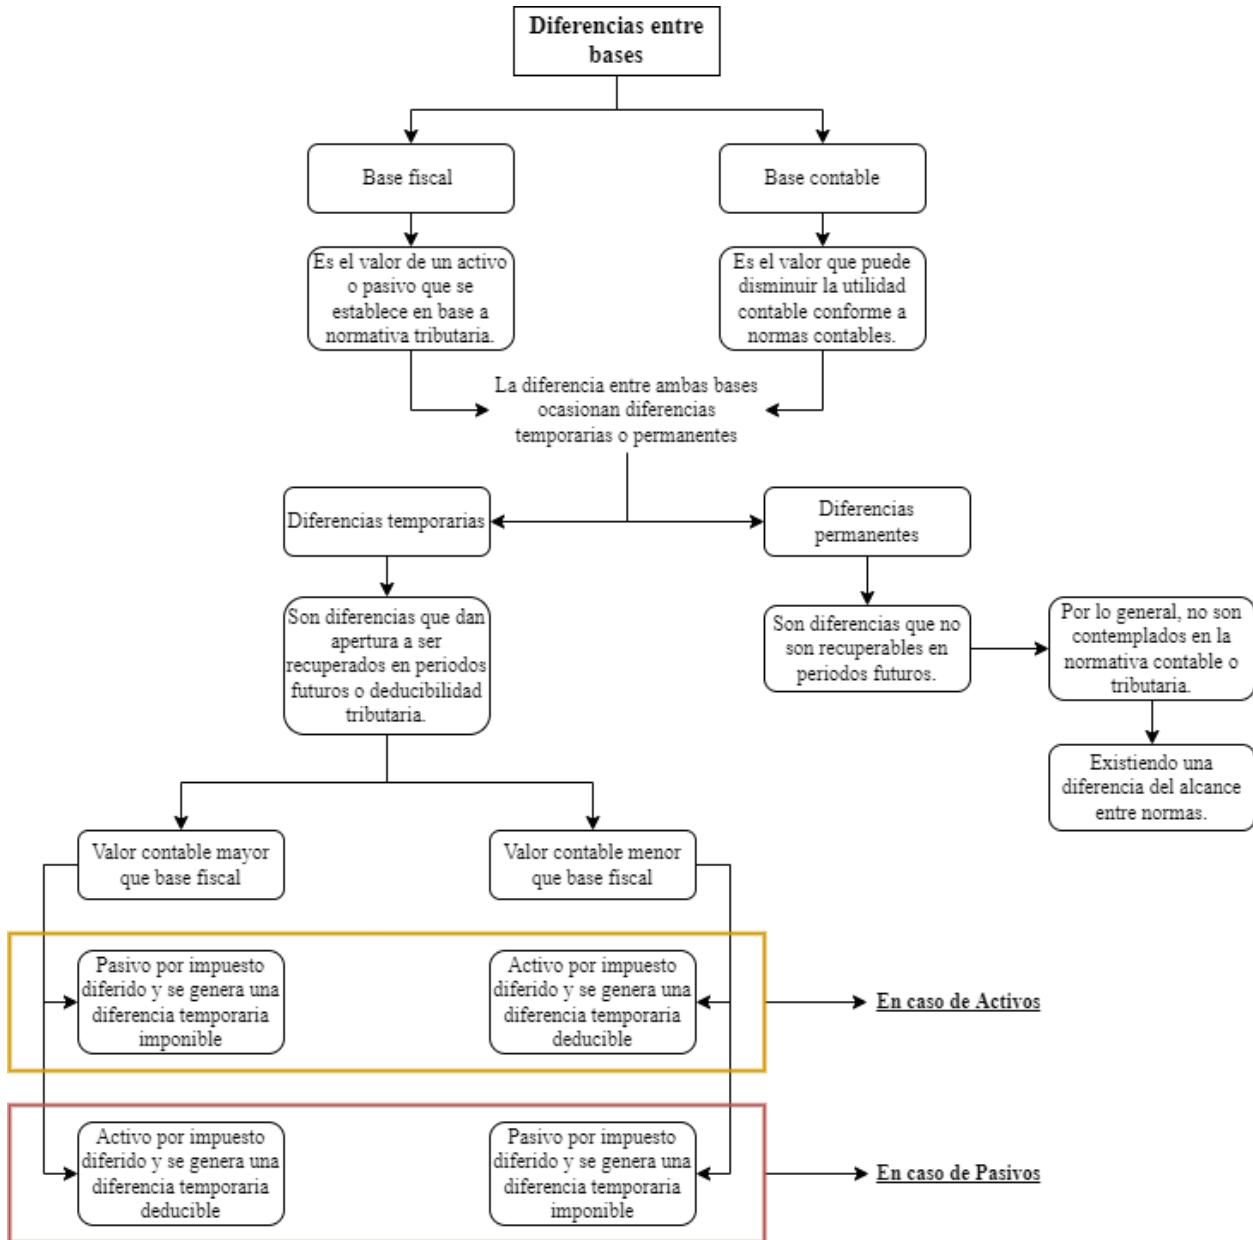 Diferencias entre
bases
Base fiscal
Base contable
Es el valor de un activo
o pasivo que se
establece en base a
normativa tributaria.
Es el valor que puede
disminuir la utilidad
contable conforme a
normas contables.
La diferencia entre ambas bases
ocasionan diferencias
temporarias o permanentes
Diferencias temporarias
Diferencias
permanentes
Son diferencias que dan
apertura a ser
recuperados en periodos
futuros o deducibilidad
tributaria.
Son diferencias que no
son recuperables en
periodos futuros.
Por lo general, no son
contemplados en la
normativa contable o
tributaria.
Existiendo una
diferencia del alcance
entre normas.
Valor contable mayor
que base fiscal
Valor contable menor
que base fiscal
Pasivo por impuesto
diferido y se genera una
diferencia temporaria
imponible
Activo por impuesto
diferido y se genera una
diferencia temporaria
deducible
En caso de Activos
Activo por impuesto
diferido y se genera una
diferencia temporaria
deducible
Pasivo por impuesto
diferido y se genera una
diferencia temporaria
imponible
En caso de Pasivos